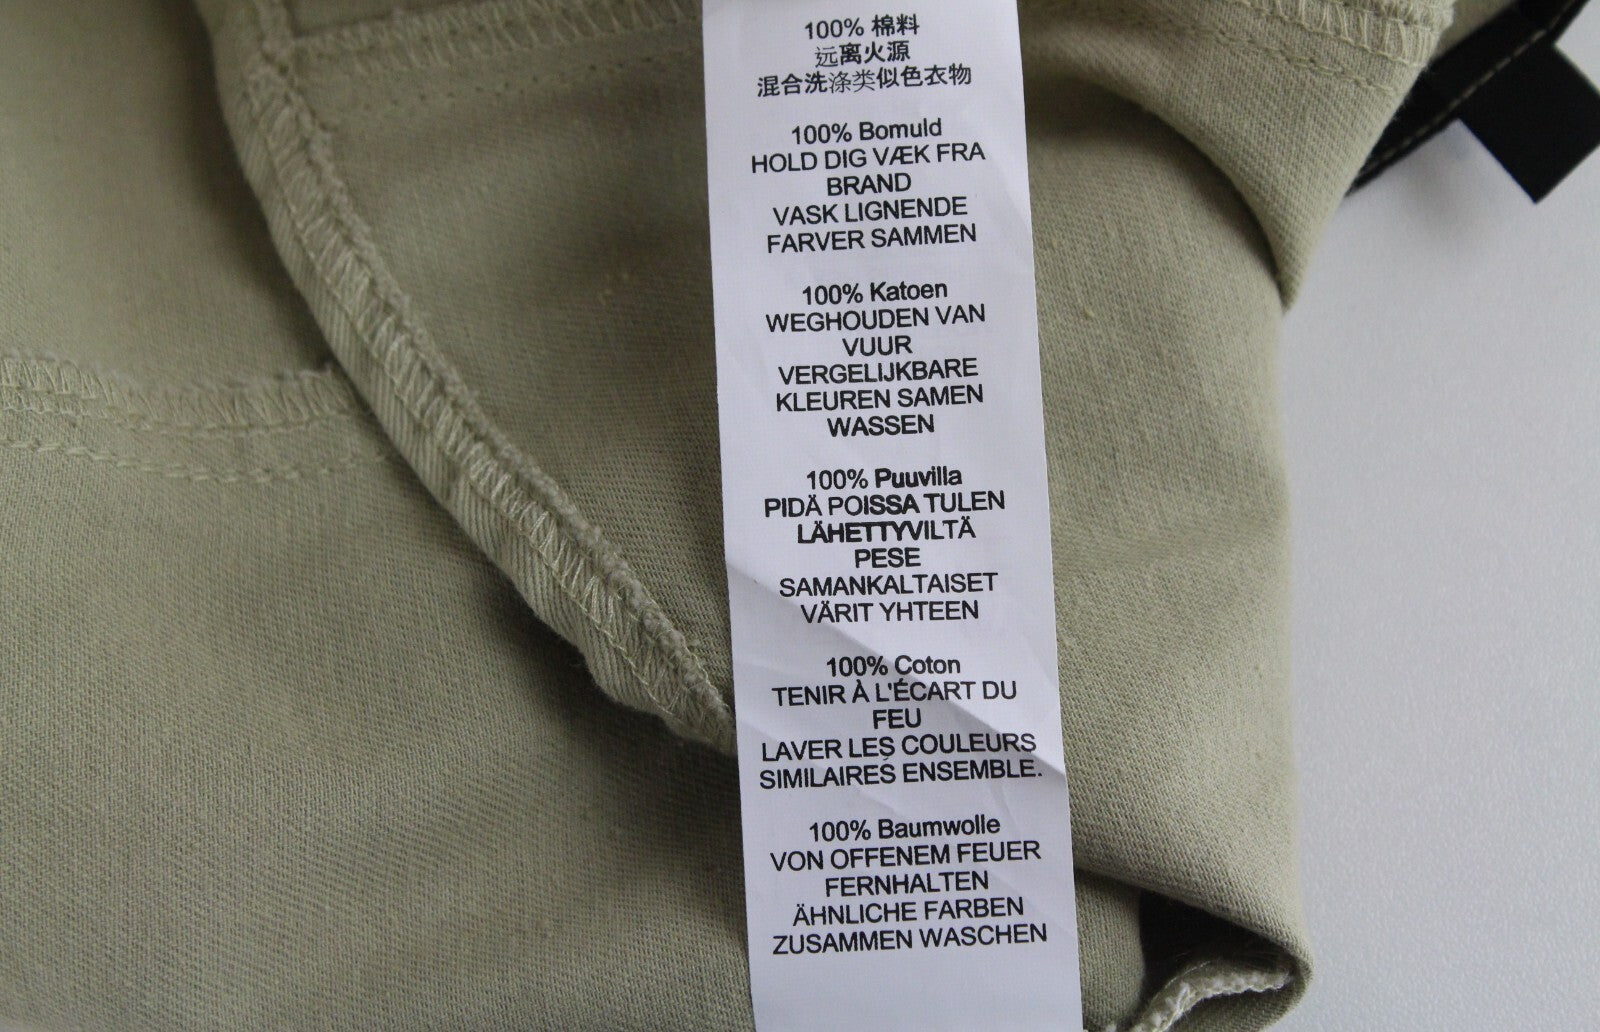 100% 棉料
远离火源
混合洗涤类似色衣物
100% Bomuld
HOLD DIG VÆK FRA
BRAND
VASK LIGNENDE
FARVER SAMMEN
100% Katoen
WEGHOUDEN VAN
VUUR
VERGELIJKBARE
KLEUREN SAMEN
WASSEN
100% Puuvilla
PIDÄ POISSA TULEN
LÄHETTYVILTÄ
PESE
SAMANKALTAISET
VÄRIT YHTEEN
100% Coton
TENIR À L'ÉCART DU
FEU
LAVER LES COULEURS
SIMILAIRES ENSEMBLE.
100% Baumwolle
VON OFFENEM FEUER
FERNHALTEN
ÄHNLICHE FARBEN
ZUSAMMEN WASCHEN